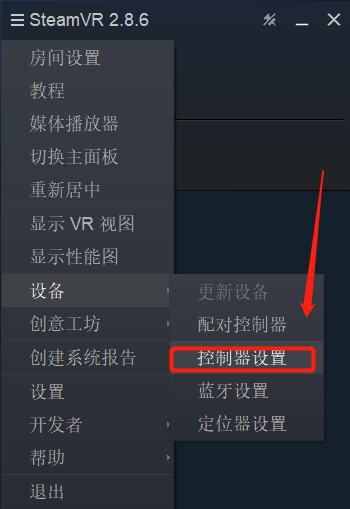 SteamVR 2.8.6
房间设置
教程
媒体播放器
切换主面板
重新居中
显示 VR 视图
显示性能图
设备
更新设备
创意工坊
配对控制器
创建系统报告
控制器设置
设置
蓝牙设置
开发者
定位器设置
帮助
退出